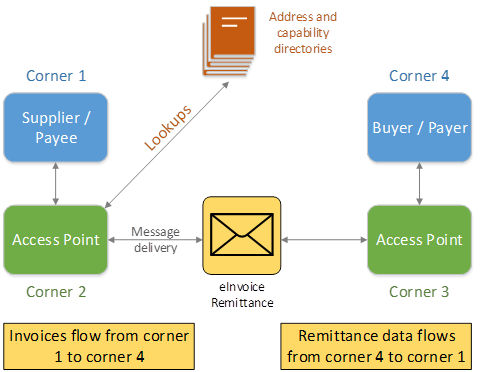 Address and
capability
directories
Corner 1
Corner 4
Supplier /
Payee
Buyer / Payer
Lookups
Access Point
Message
delivery
Access Point
eInvoice
Remittance
Corner 2
Corner 3
Invoices flow from corner
1 to corner 4
Remittance data flows
from corner 4 to corner 1